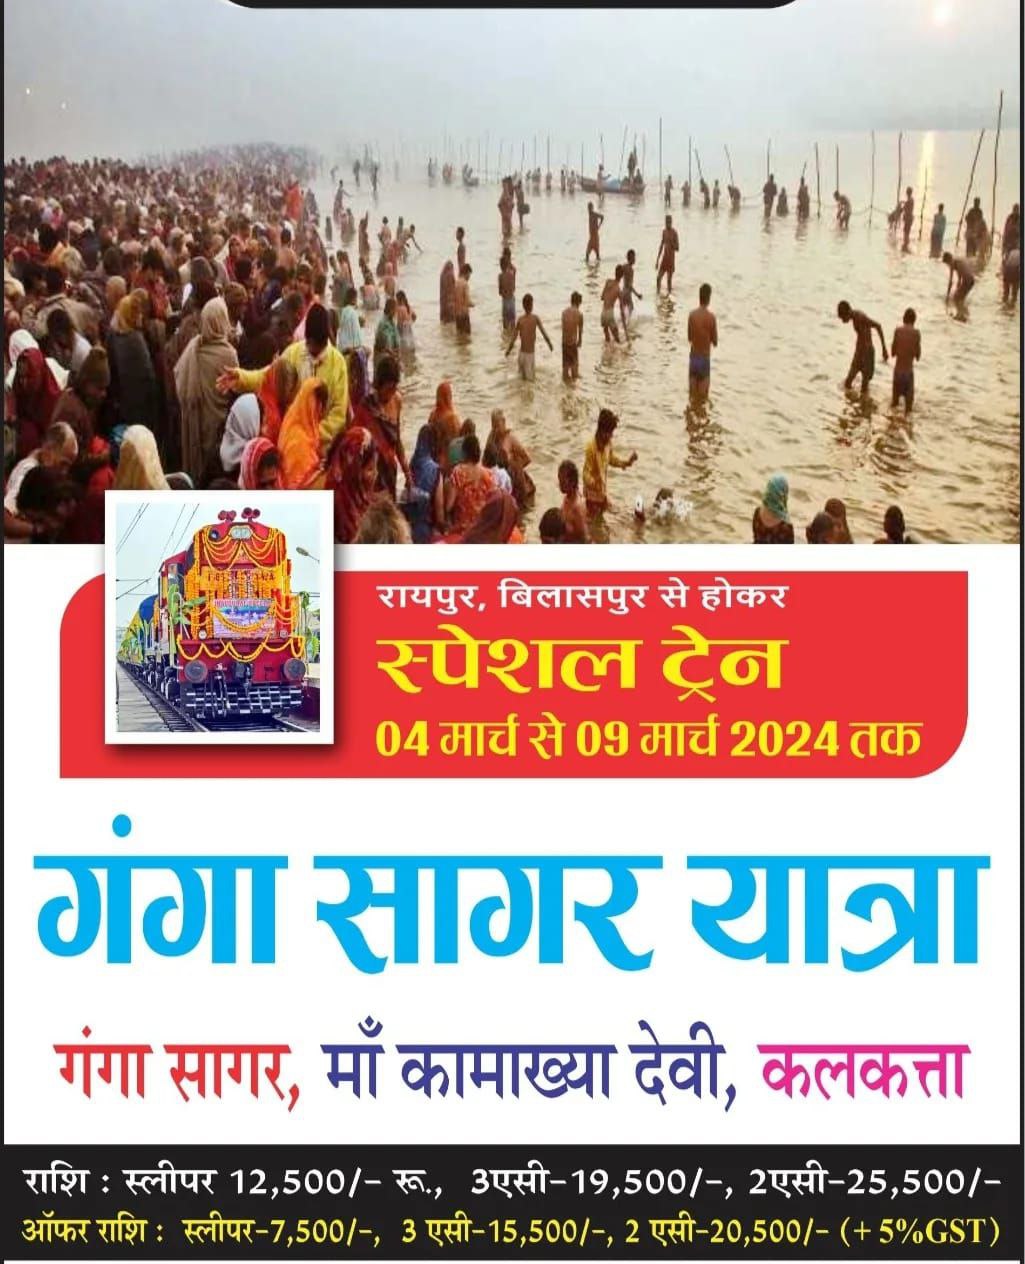 रायपुर, बिलासपुर से होकर
स्पेशल ट्रेन
04 मार्च से 09 मार्च 2024 तक
गंगा सागर यात्रा
गंगा सागर, माँ कामाख्या देवी, कलकत्ता
राशि : स्लीपर 12,500/- रू., 3एसी-19,500/-, 2एसी-25,500/-
ऑफर राशि : स्लीपर-7,500/-, 3 एसी-15,500/-, 2 एसी-20,500/- (+ 5%GST)